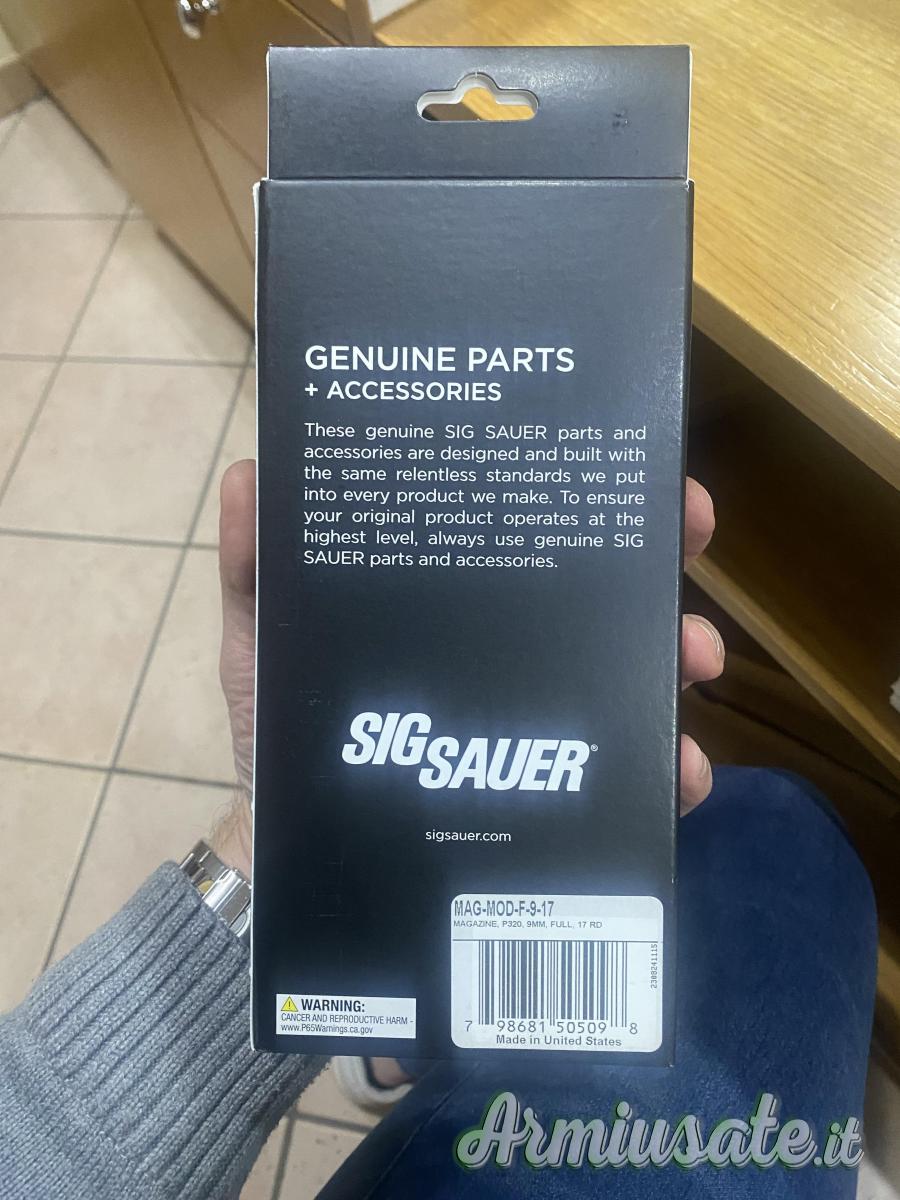 GENUINE PARTS
+ ACCESSORIES
These genuine SIG SAUER parts and
accessories are designed and built with
the same relentless standards we put
into every product we make. To ensure
your original product operates at the
highest level, always use genuine SIG
SAUER parts and accessories.
SIG
SAUER®
sigsauer.com
MAG-MOD-F-9-17
MAGAZINE, P320, 9MM, FULL, 17 RD
2308241115
7 98681 50509 8
Made in United States
WARNING:
CANCER AND REPRODUCTIVE HARM -
www.P65Warnings.ca.gov
Armiusate.it